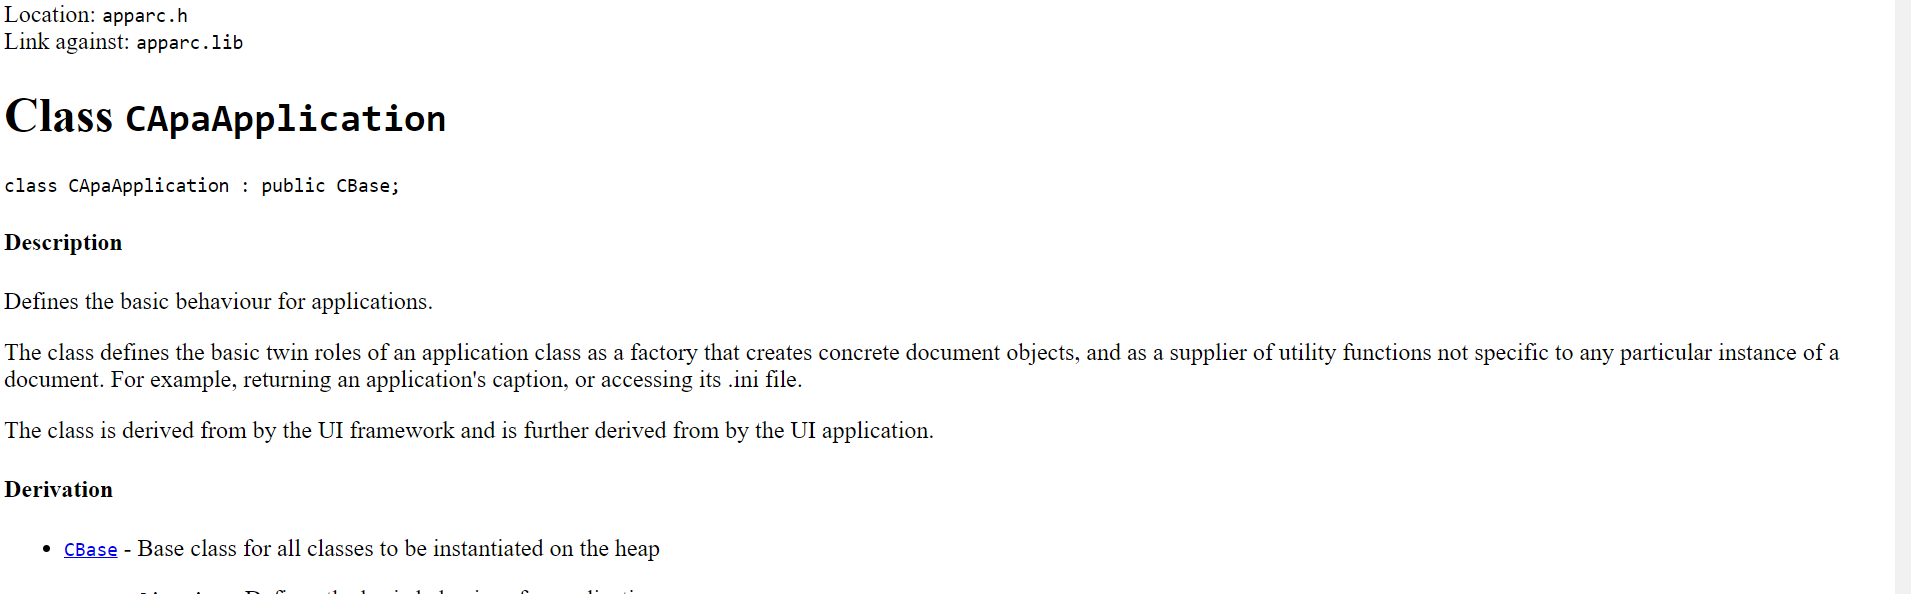 Location: apparc.h
Link against: apparc.lib
Class CApaApplication
class CApaApplication : public CBase;
Description
Defines the basic behaviour for applications.
The class defines the basic twin roles of an application class as a factory that creates concrete document objects, and as a supplier of utility functions not specific to any particular instance of a
document. For example, returning an application's caption, or accessing its .ini file.
The class is derived from by the UI framework and is further derived from by the UI application.
Derivation
• CBase - Base class for all classes to be instantiated on the heap